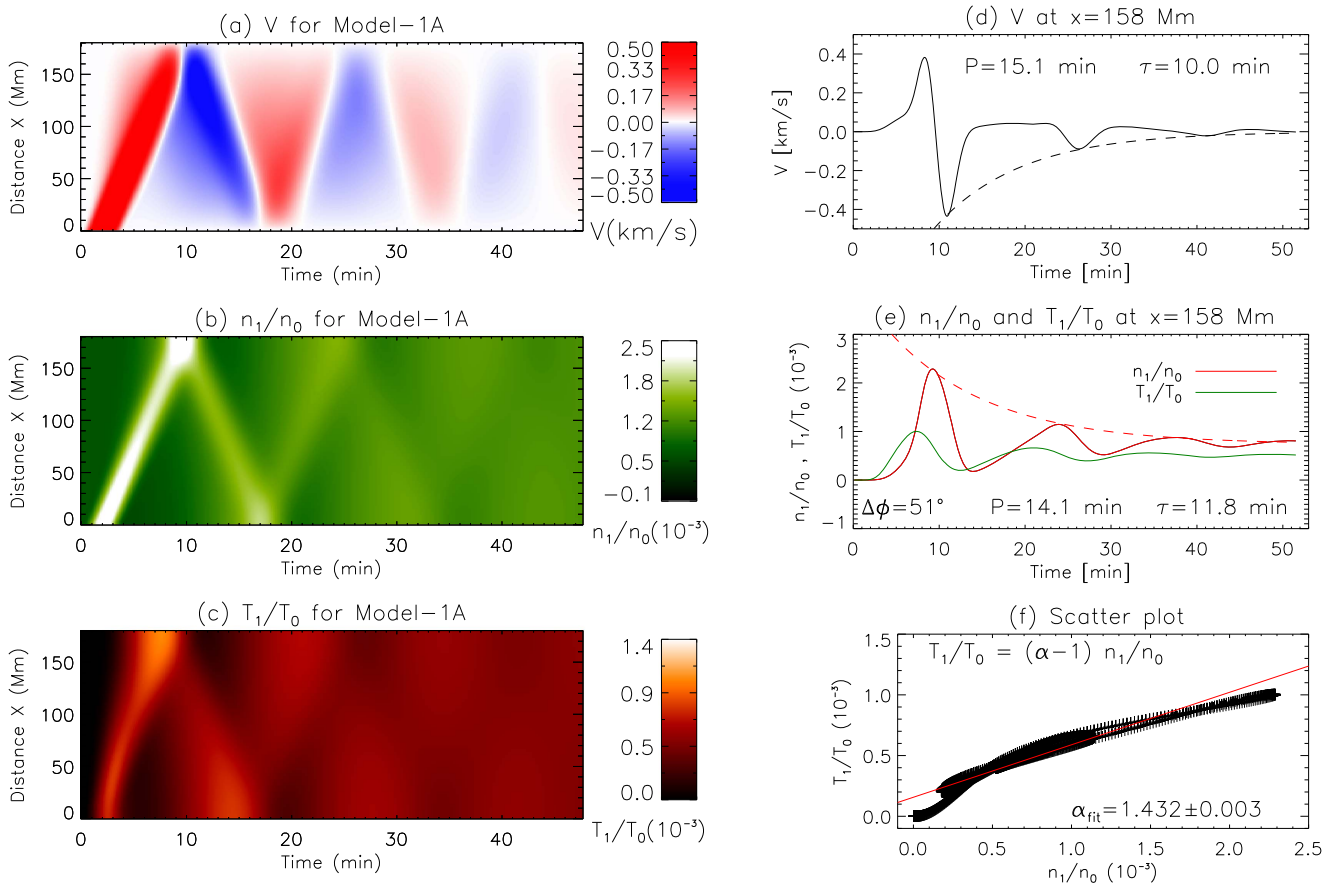 (a) V for Model-1A
Distance X (Mm)
150
100
50
0
0 10 20 30 40
Time (min)
0.50
0.33
0.17
0.00
-0.17
-0.33
-0.50
V(km/s)
(b) n₁/n₀ for Model-1A
Distance X (Mm)
150
100
50
0
0 10 20 30 40
Time (min)
2.5
1.8
1.2
0.5
-0.1
n₁/n₀(10⁻³)
(c) T₁/T₀ for Model-1A
Distance X (Mm)
150
100
50
0
0 10 20 30 40
Time (min)
1.4
0.9
0.5
0.0
T₁/T₀(10⁻³)
(d) V at x=158 Mm
P=15.1 min τ=10.0 min
V [km/s]
0.4
0.2
0.0
-0.2
-0.4
0 10 20 30 40 50
Time [min]
(e) n₁/n₀ and T₁/T₀ at x=158 Mm
n₁/n₀
T₁/T₀
n₁/n₀ , T₁/T₀ (10⁻³)
3
2
1
0
-1
Δϕ=51° P=14.1 min τ=11.8 min
0 10 20 30 40 50
Time [min]
(f) Scatter plot
T₁/T₀ = (α-1) n₁/n₀
T₁/T₀ (10⁻³)
1.5
1.0
0.5
0.0
α_fit=1.432±0.003
0.0 0.5 1.0 1.5 2.0 2.5
n₁/n₀ (10⁻³)